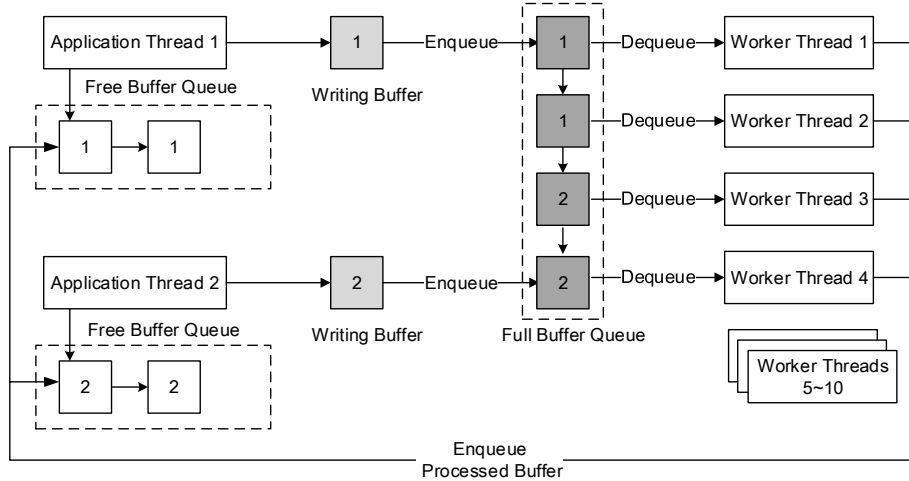 Application Thread 1
1
Enqueue
1
Dequeue
Worker Thread 1
Free Buffer Queue
Writing Buffer
1
1
1
Dequeue
Worker Thread 2
2
Dequeue
Worker Thread 3
Application Thread 2
2
Enqueue
2
Dequeue
Worker Thread 4
Free Buffer Queue
Writing Buffer
Full Buffer Queue
2
2
Worker Threads
5~10
Enqueue
Processed Buffer